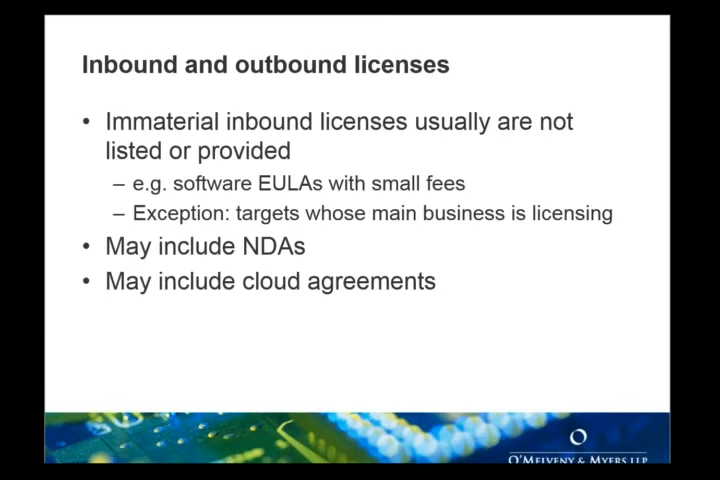 Inbound and outbound licenses
• Immaterial inbound licenses usually are not
listed or provided
– e.g. software EULAs with small fees
– Exception: targets whose main business is licensing
• May include NDAs
• May include cloud agreements
O'MELVENY & MYERS LLP